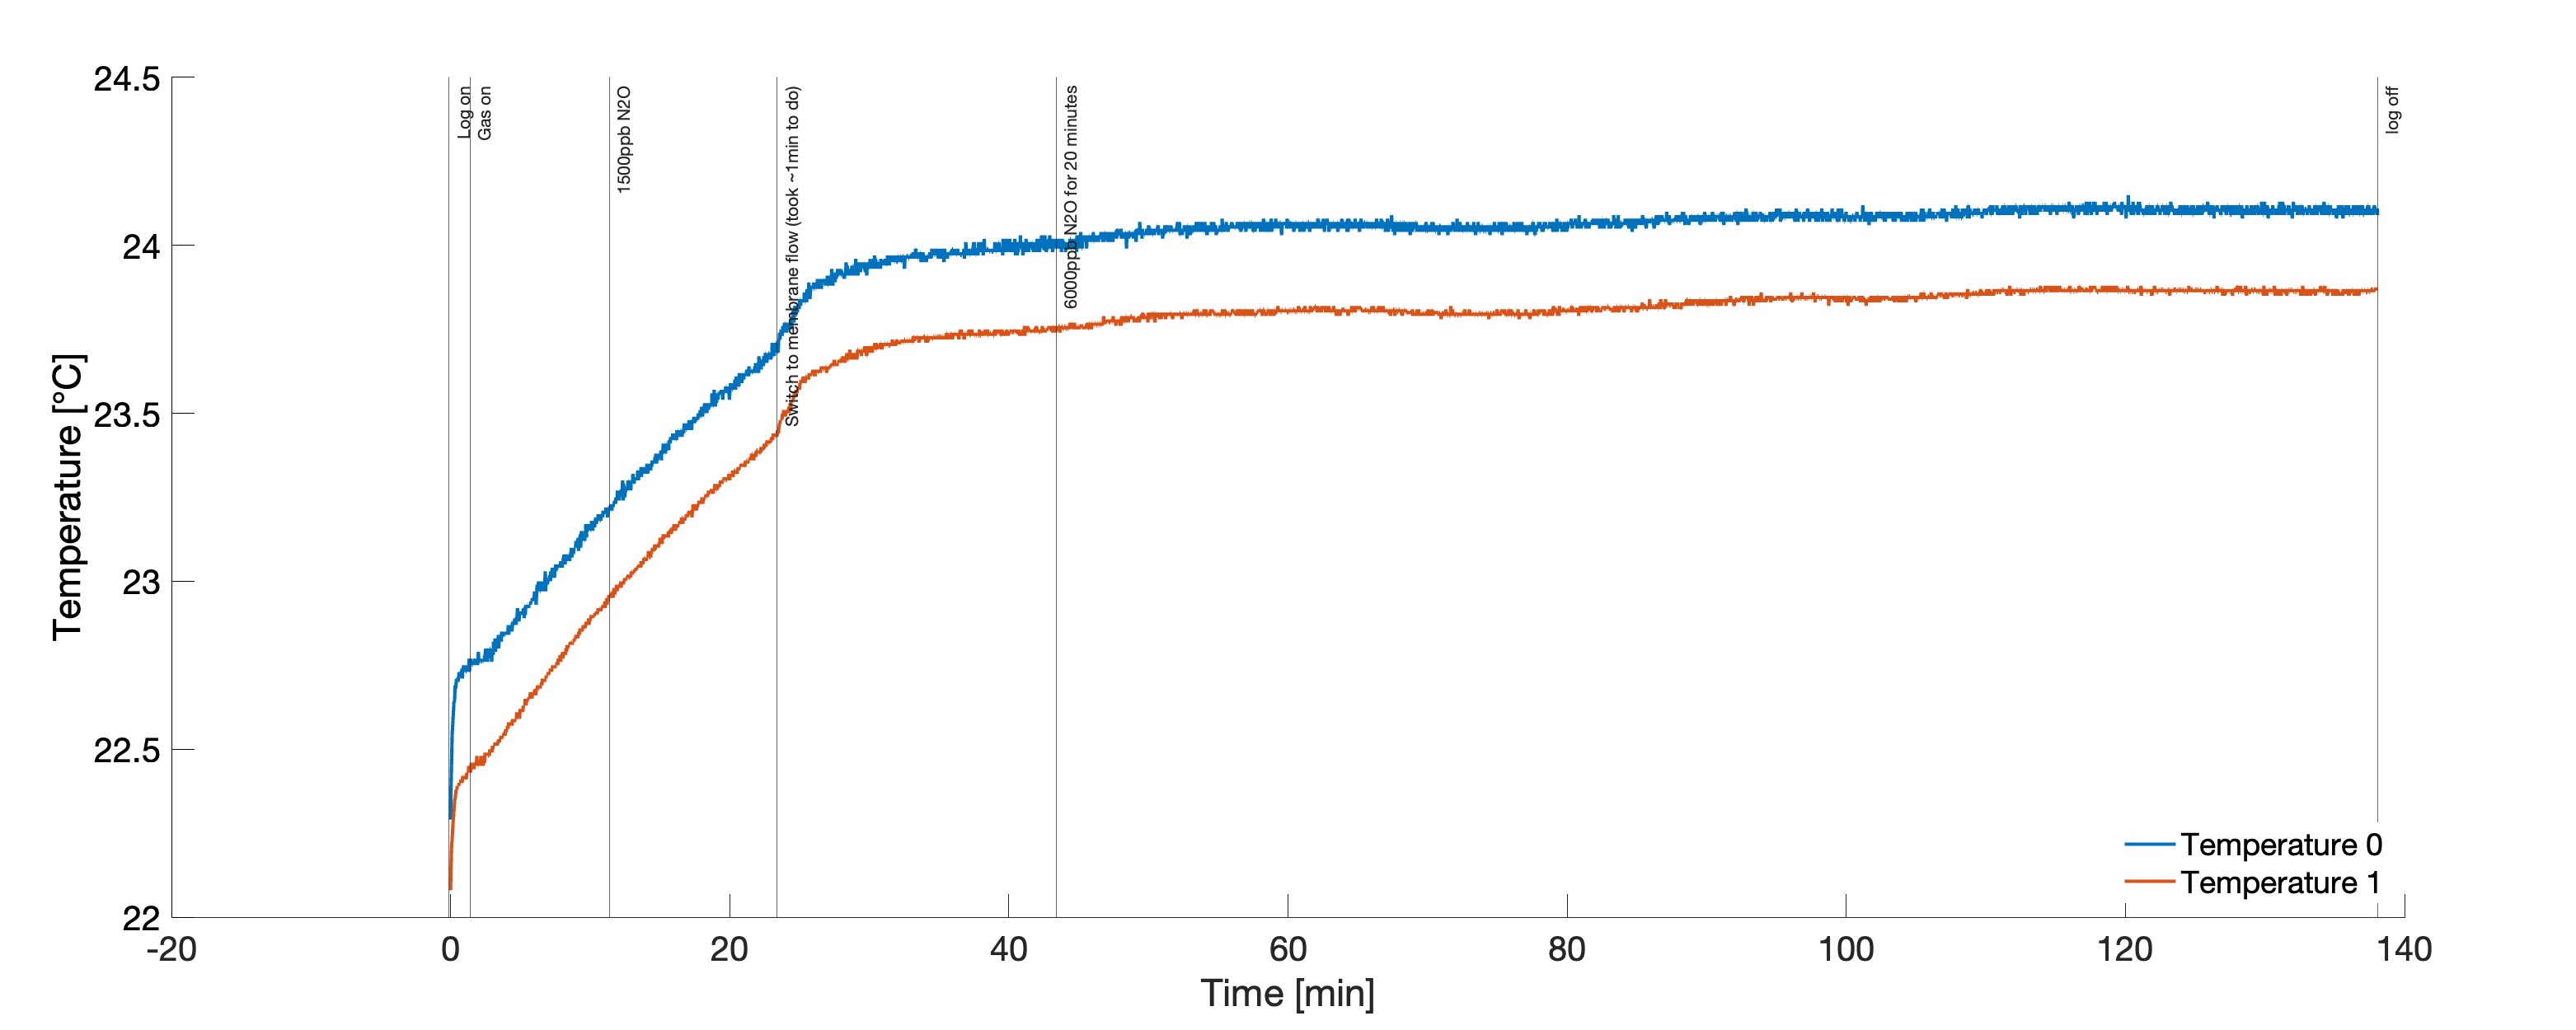 24.5
24
23.5
23
22.5
22
Temperature [°C]
Log on
Gas on
1500ppb N2O
Switch to membrane flow (took ~1min to do)
6000ppb N2O for 20 minutes
log off
Temperature 0
Temperature 1
-20 0 20 40 60 80 100 120 140
Time [min]